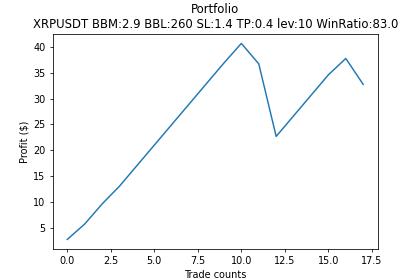 Portfolio
XRPUSDT BBM:2.9 BBL:260 SL:1.4 TP:0.4 lev:10 WinRatio:83.0
40
35
30
25
20
15
10
5
Profit ($)
0.0 2.5 5.0 7.5 10.0 12.5 15.0 17.5
Trade counts